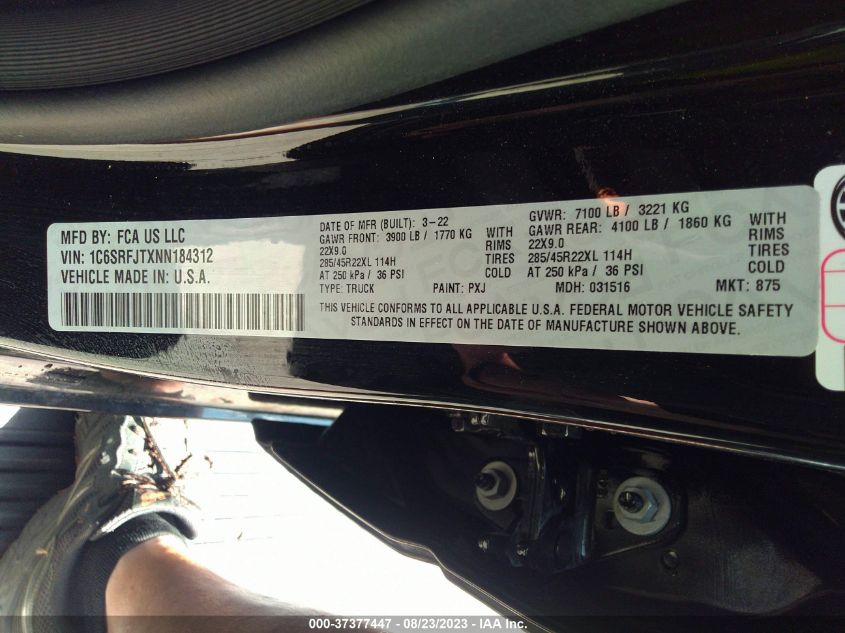 MFD BY: FCA US LLC
VIN: 1C6SRFJTXNN184312
VEHICLE MADE IN U.S.A.
DATE OF MFR (BUILT): 3-22
GAWR FRONT: 3900 LB / 1770 KG WITH
22X9.0 RIMS
285/45R22XL 114H TIRES
AT 250 kPa / 36 PSI COLD
GVWR: 7100 LB / 3221 KG
GAWR REAR: 4100 LB / 1860 KG WITH
22X9.0 RIMS
285/45R22XL 114H TIRES
AT 250 kPa / 36 PSI COLD
TYPE: TRUCK PAINT: PXJ MDH: 031516 MKT: 875
THIS VEHICLE CONFORMS TO ALL APPLICABLE U.S.A. FEDERAL MOTOR VEHICLE SAFETY
STANDARDS IN EFFECT ON THE DATE OF MANUFACTURE SHOWN ABOVE.
000-37377447 - 08/23/2023 - IAA Inc.